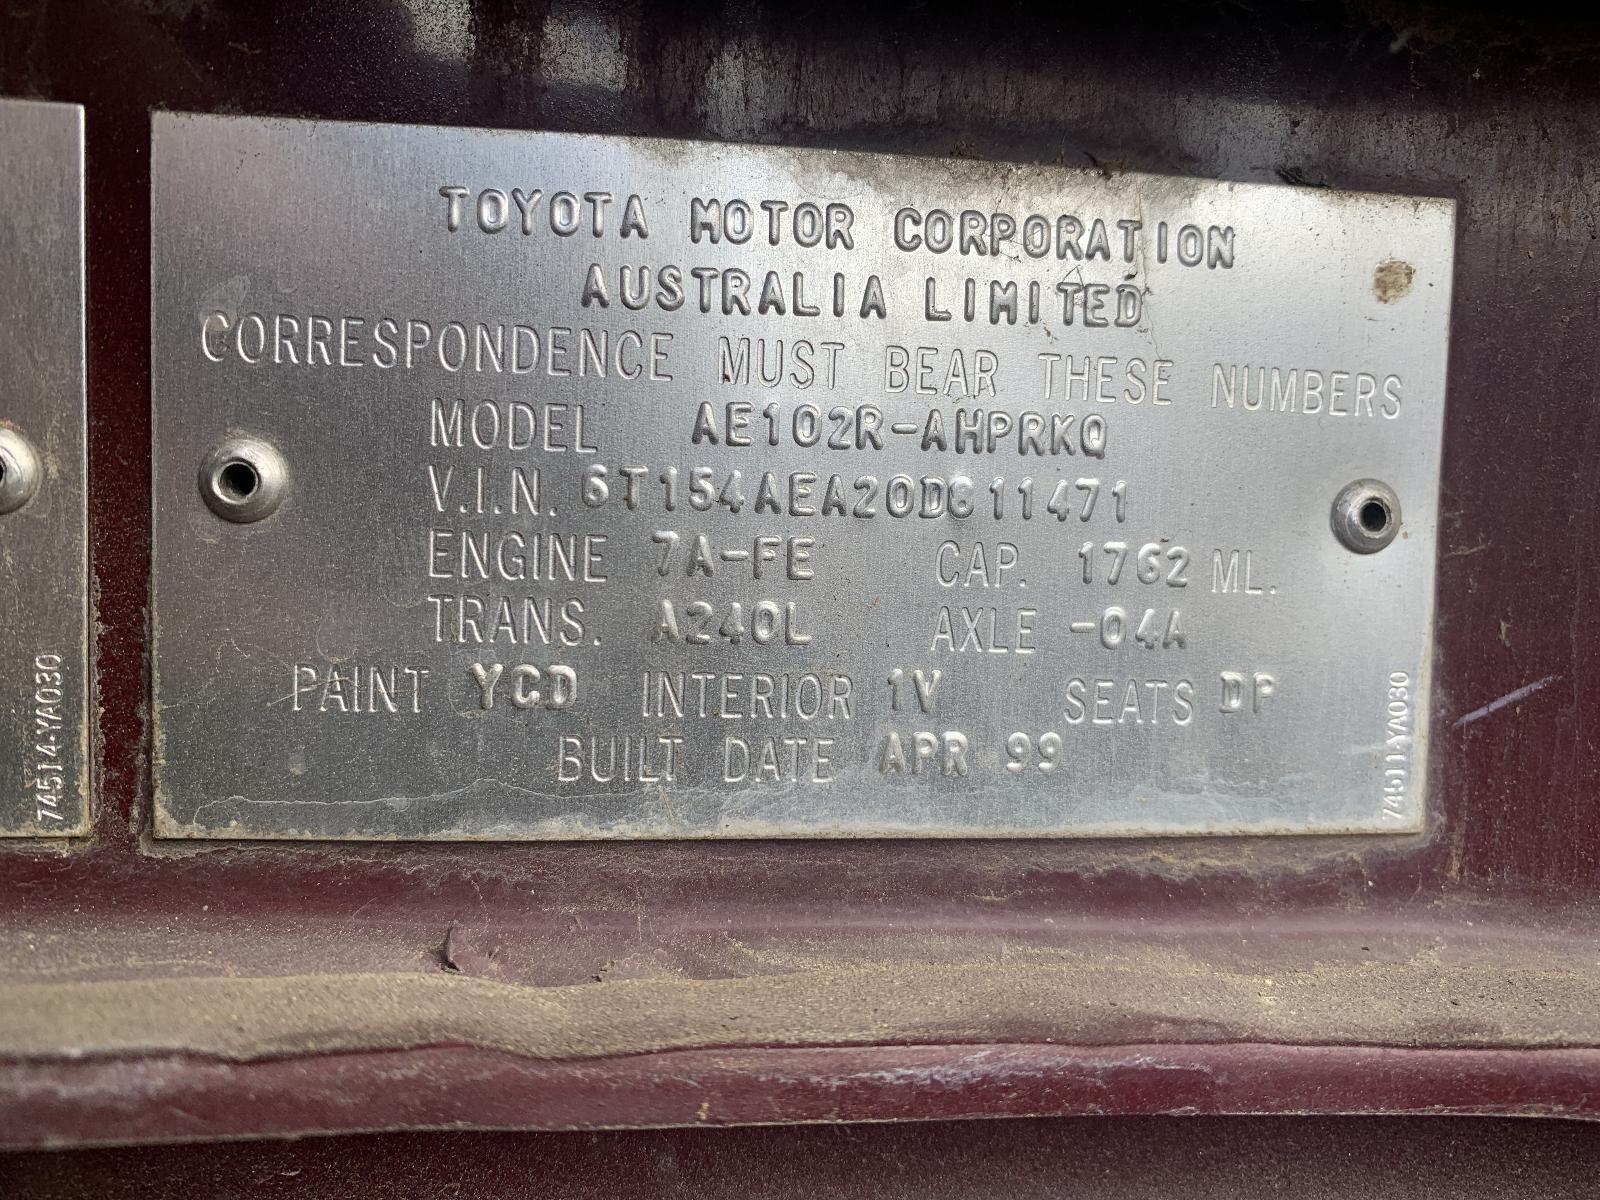 TOYOTA MOTOR CORPORATION
AUSTRALIA LIMITED
CORRESPONDENCE MUST BEAR THESE NUMBERS
MODEL AE102R-AHPRKQ
V.I.N. 6T154AEA20DG11471
ENGINE 7A-FE CAP. 1762 ML.
TRANS. A240L AXLE -04A
PAINT YCD INTERIOR 1V SEATS DP
BUILT DATE APR 99
74511-YA030
74514-YA030